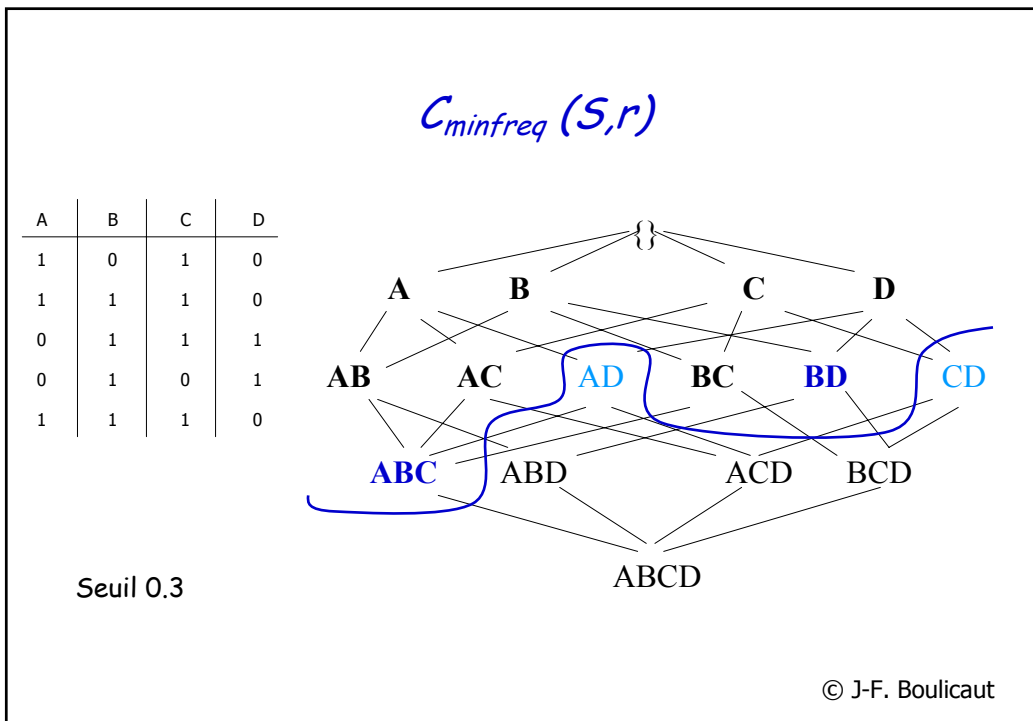 Cminfreq (S,r)
A B C D
1 0 1 0
1 1 1 0
0 1 1 1
0 1 0 1
1 1 1 0
{}
A B C D
AB AC AD BC BD CD
ABC ABD ACD BCD
ABCD
Seuil 0.3
© J-F. Boulicaut